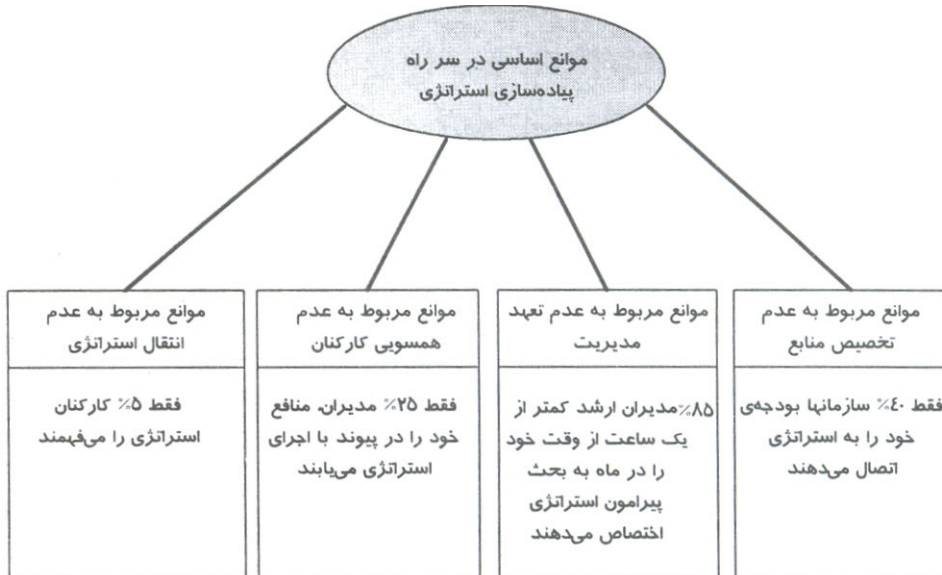 موانع اساسی در سر راه
پیاده‌سازی استراتژی
موانع مربوط به عدم
تخصیص منابع
فقط ۴۰٪ سازمانها بودجه‌ی
خود را به استراتژی
اتصال می‌دهند
موانع مربوط به عدم تعهد
مدیریت
۸۵٪ مدیران ارشد کمتر از
یک ساعت از وقت خود
را در ماه به بحث
پیرامون استراتژی
اختصاص می‌دهند
موانع مربوط به عدم
همسویی کارکنان
فقط ۲۵٪ مدیران، منافع
خود را در پیوند با اجرای
استراتژی می‌یابند
موانع مربوط به عدم
انتقال استراتژی
فقط ۵٪ کارکنان
استراتژی را می‌فهمند